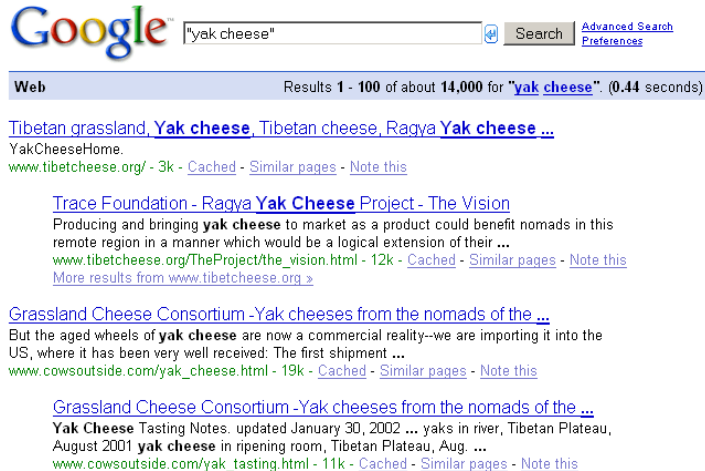 Google™ "yak cheese" Search Advanced Search
Preferences
Web Results 1 - 100 of about 14,000 for "yak cheese". (0.44 seconds)
Tibetan grassland, Yak cheese, Tibetan cheese, Ragya Yak cheese ...
YakCheeseHome.
www.tibetcheese.org/ - 3k - Cached - Similar pages - Note this
Trace Foundation - Ragya Yak Cheese Project - The Vision
Producing and bringing yak cheese to market as a product could benefit nomads in this
remote region in a manner which would be a logical extension of their ...
www.tibetcheese.org/TheProject/the_vision.html - 12k - Cached - Similar pages - Note this
More results from www.tibetcheese.org »
Grassland Cheese Consortium -Yak cheeses from the nomads of the ...
But the aged wheels of yak cheese are now a commercial reality--we are importing it into the
US, where it has been very well received: The first shipment ...
www.cowsoutside.com/yak_cheese.html - 19k - Cached - Similar pages - Note this
Grassland Cheese Consortium -Yak cheeses from the nomads of the ...
Yak Cheese Tasting Notes. updated January 30, 2002 ... yaks in river, Tibetan Plateau,
August 2001 yak cheese in ripening room, Tibetan Plateau, Aug. ...
www.cowsoutside.com/yak_tasting.html - 11k - Cached - Similar pages - Note this